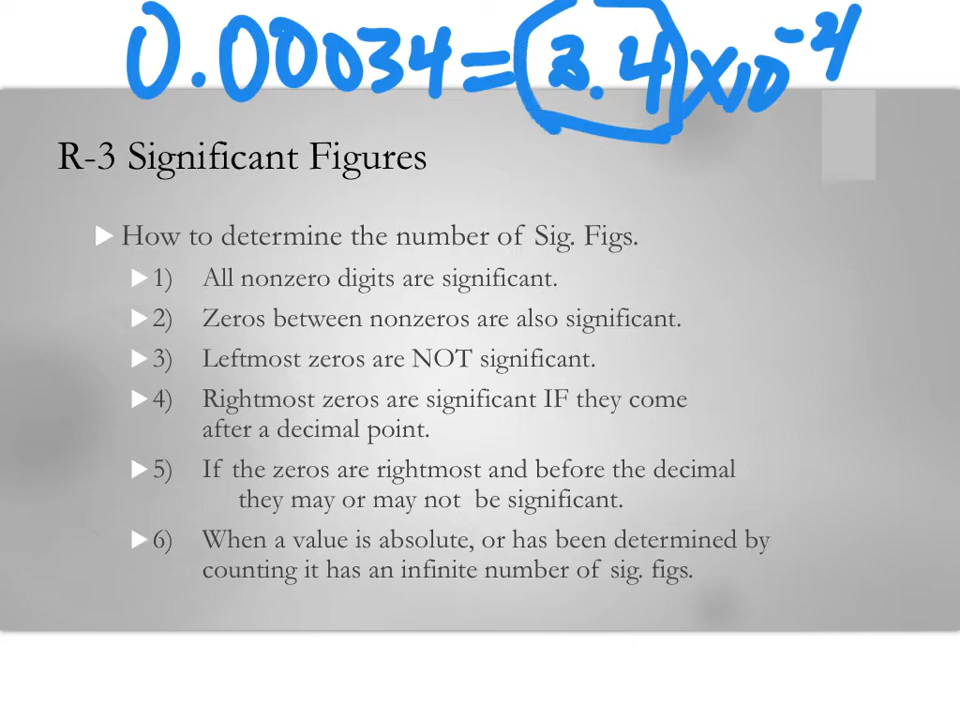 0.00034 = 3.4 x10⁻⁴
R-3 Significant Figures
How to determine the number of Sig. Figs.
1) All nonzero digits are significant.
2) Zeros between nonzeros are also significant.
3) Leftmost zeros are NOT significant.
4) Rightmost zeros are significant IF they come
after a decimal point.
5) If the zeros are rightmost and before the decimal
they may or may not be significant.
6) When a value is absolute, or has been determined by
counting it has an infinite number of sig. figs.